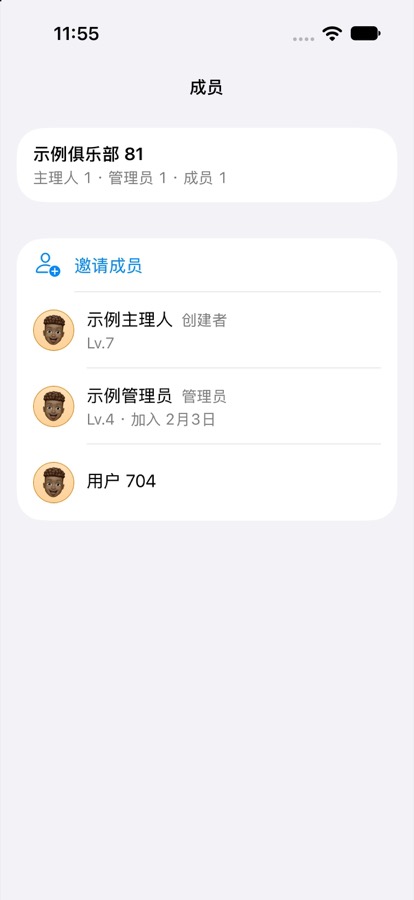 11:55
成员
示例俱乐部 81
主理人 1 · 管理员 1 · 成员 1
邀请成员
示例主理人 创建者
Lv.7
示例管理员 管理员
Lv.4 · 加入 2月3日
用户 704